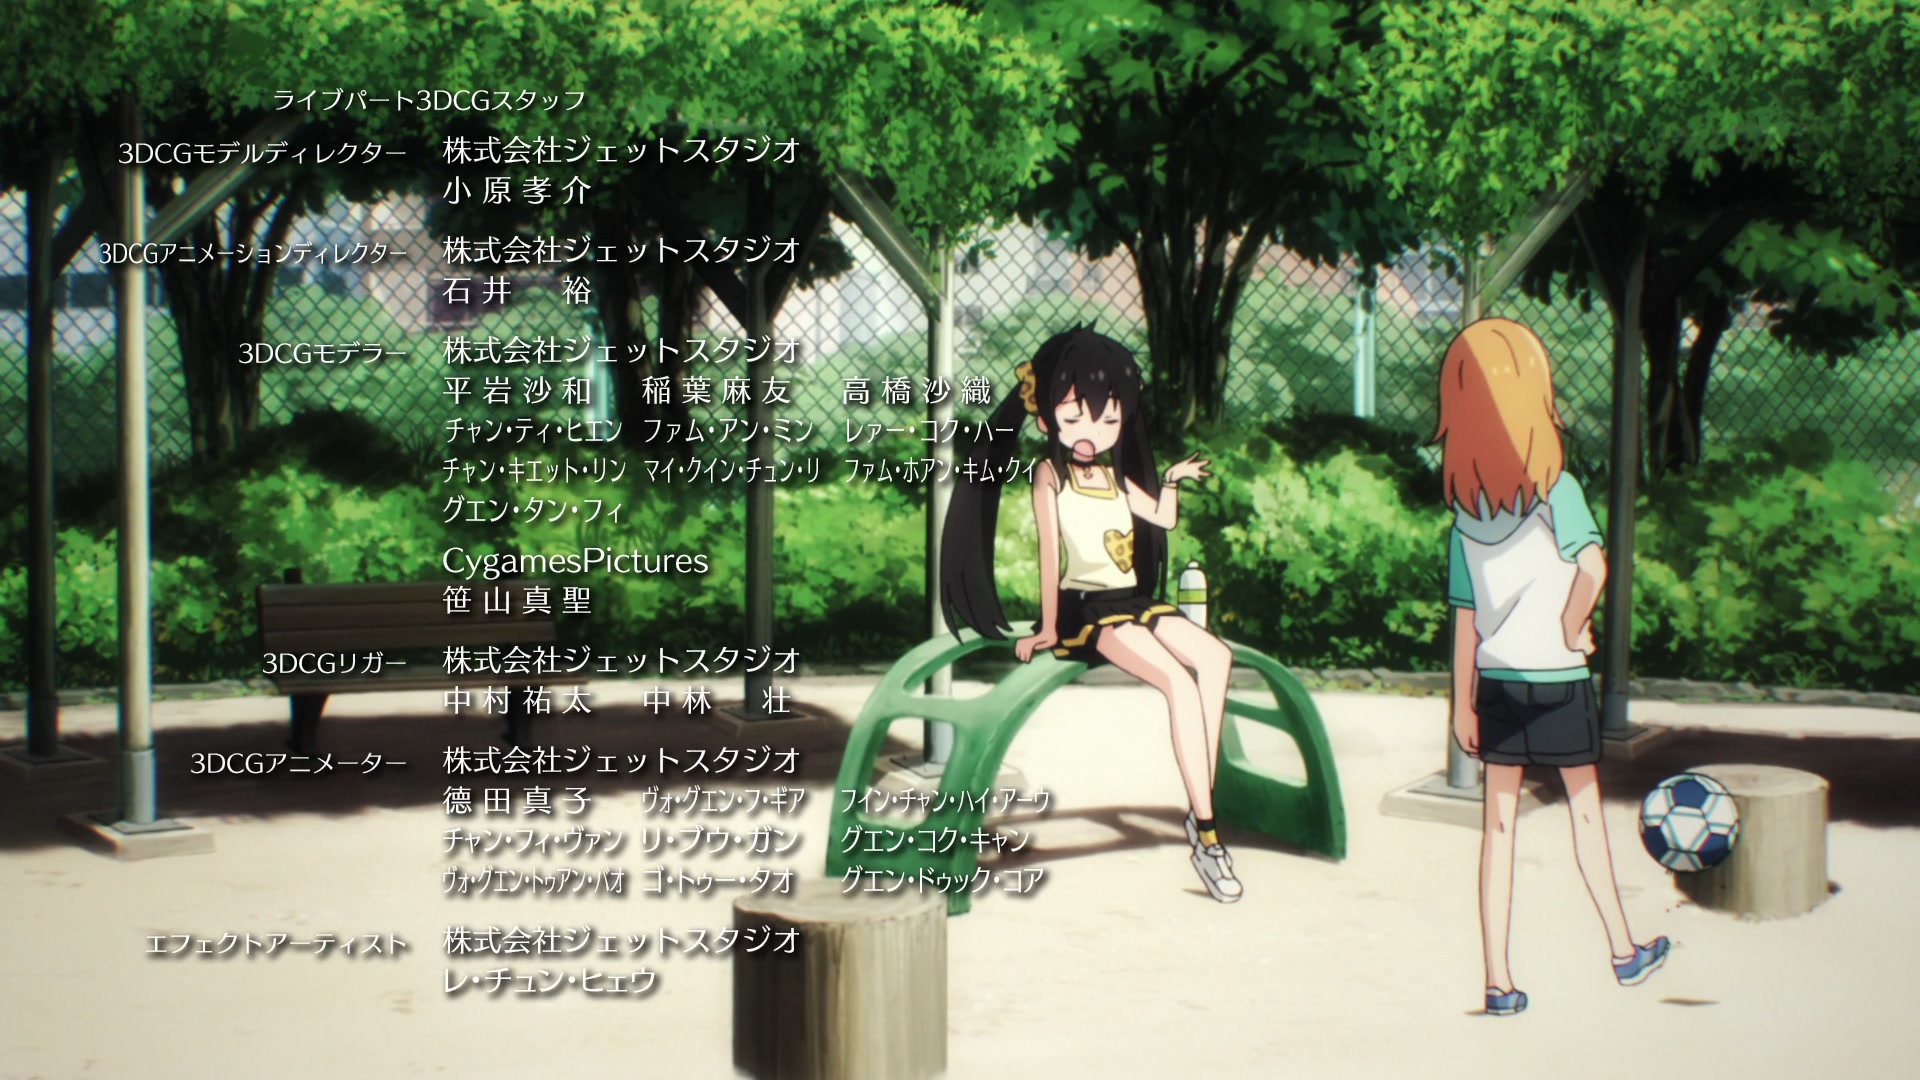 ライブパート3DCGスタッフ
3DCGモデルディレクター 株式会社ジェットスタジオ
小原孝介
3DCGアニメーションディレクター 株式会社ジェットスタジオ
石井 裕
3DCGモデラー 株式会社ジェットスタジオ
平岩沙和 稲葉麻友 高橋沙織
チャン・ティ・ヒエン ファム・アン・ミン レァー・コク・ハー
チャン・キエット・リン マイ・クイン・チュン・リ ファム・ホアン・キム・クイ
グエン・タン・フィ
CygamesPictures
笹山真聖
3DCGリガー 株式会社ジェットスタジオ
中村祐太 中林 壮
3DCGアニメーター 株式会社ジェットスタジオ
德田真子 ヴォ・グエン・フ・ギア フイン・チャン・ハイ・アーウ
チャン・フィ・ヴァン リ・ブウ・ガン グエン・コク・キャン
ヴォ・グエン・トゥアン・バオ ゴ・トゥー・タオ グエン・ドゥック・コア
エフェクトアーティスト 株式会社ジェットスタジオ
レ・チュン・ヒェウ